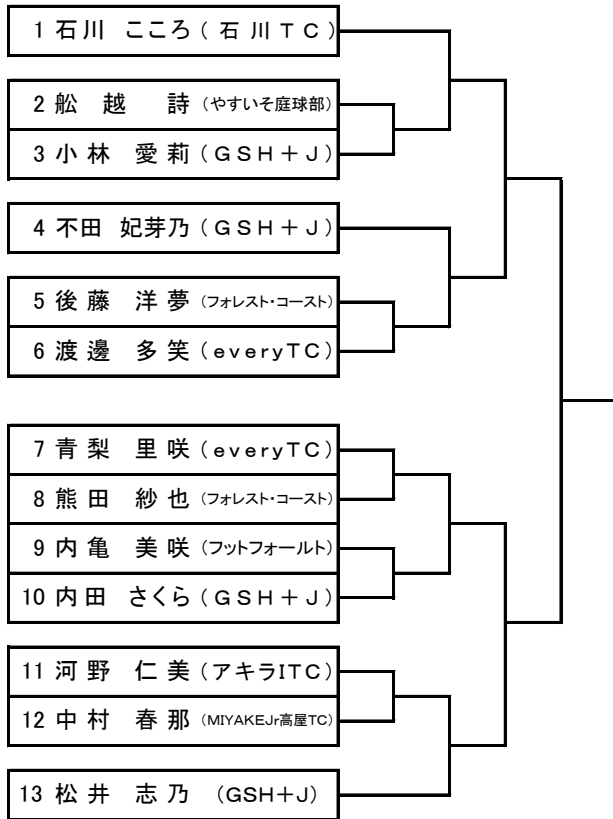 1 石川 こころ (石川TC)
2 舩越 詩 (やすいそ庭球部)
3 小林 愛莉 (GSH+J)
4 不田 妃芽乃 (GSH+J)
5 後藤 洋夢 (フォレスト・コースト)
6 渡邊 多笑 (everyTC)
7 青梨 里咲 (everyTC)
8 熊田 紗也 (フォレスト・コースト)
9 内亀 美咲 (フットフォールト)
10 内田 さくら (GSH+J)
11 河野 仁美 (アキラITC)
12 中村 春那 (MIYAKEJr高屋TC)
13 松井 志乃 (GSH+J)